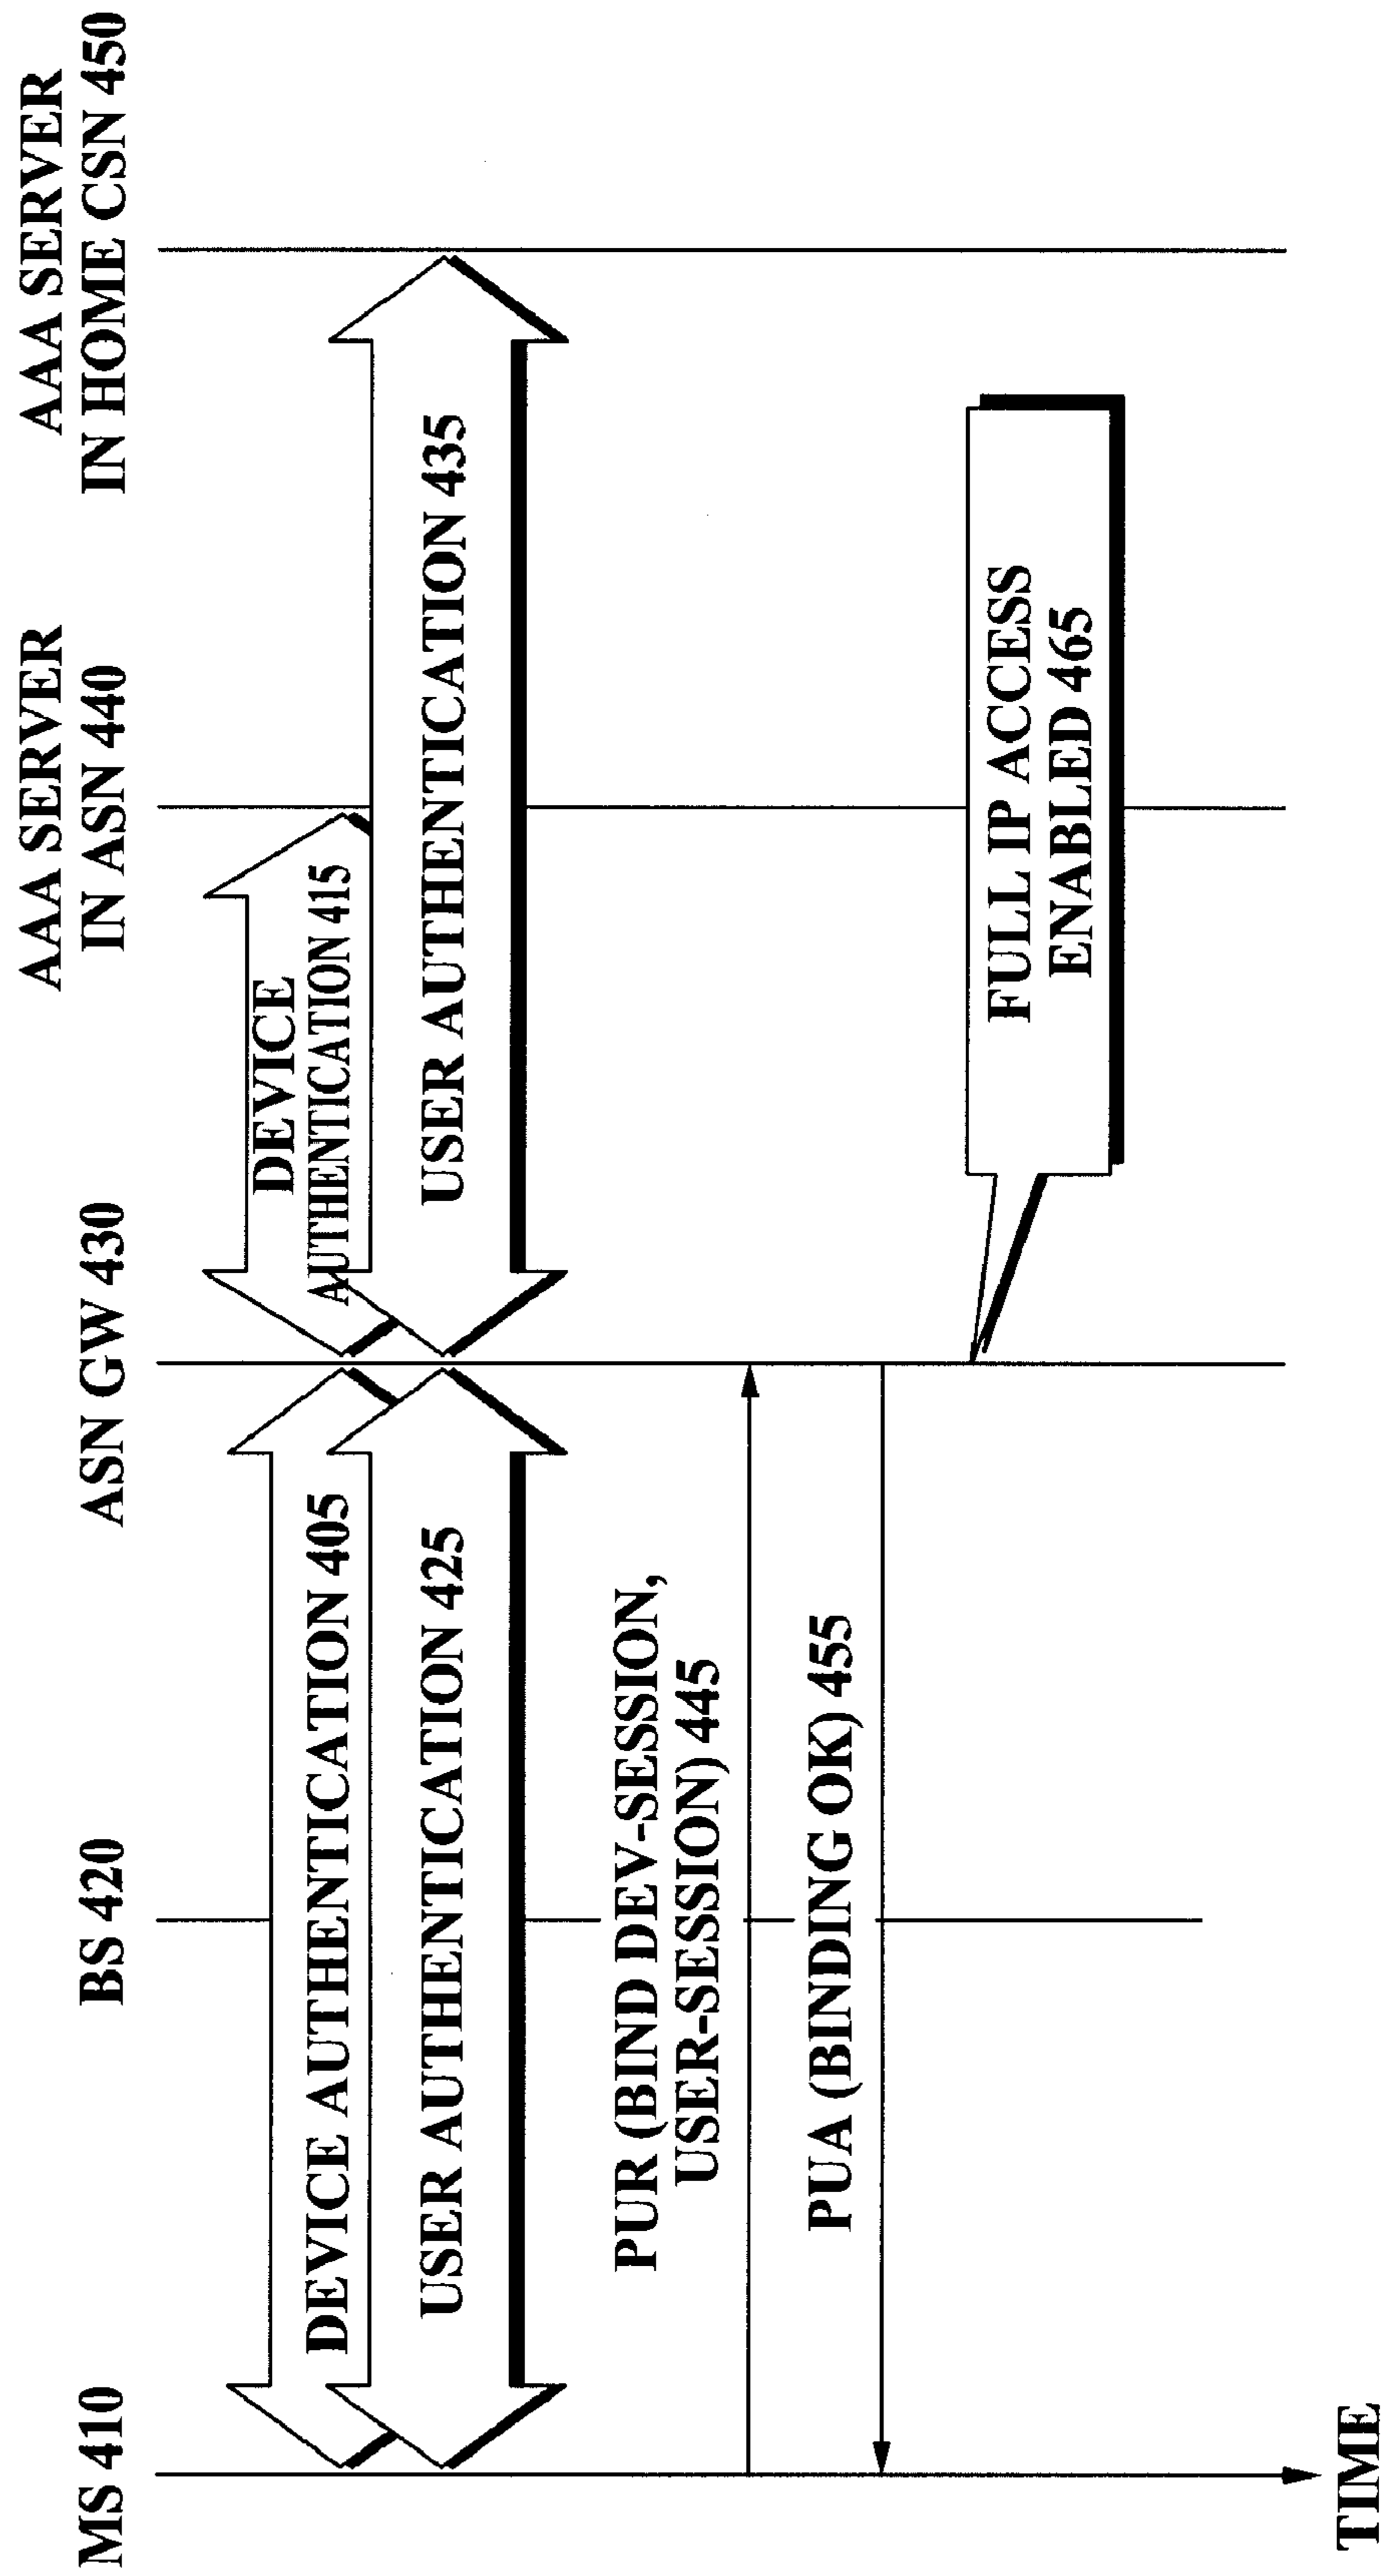 MS 410
BS 420
ASN GW 430
AAA SERVER
IN ASN 440
AAA SERVER
IN HOME CSN 450
DEVICE AUTHENTICATION 405
DEVICE
AUTHENTICATION 415
USER AUTHENTICATION 425
USER AUTHENTICATION 435
PUR (BIND DEV-SESSION,
USER-SESSION) 445
PUA (BINDING OK) 455
FULL IP ACCESS
ENABLED 465
TIME